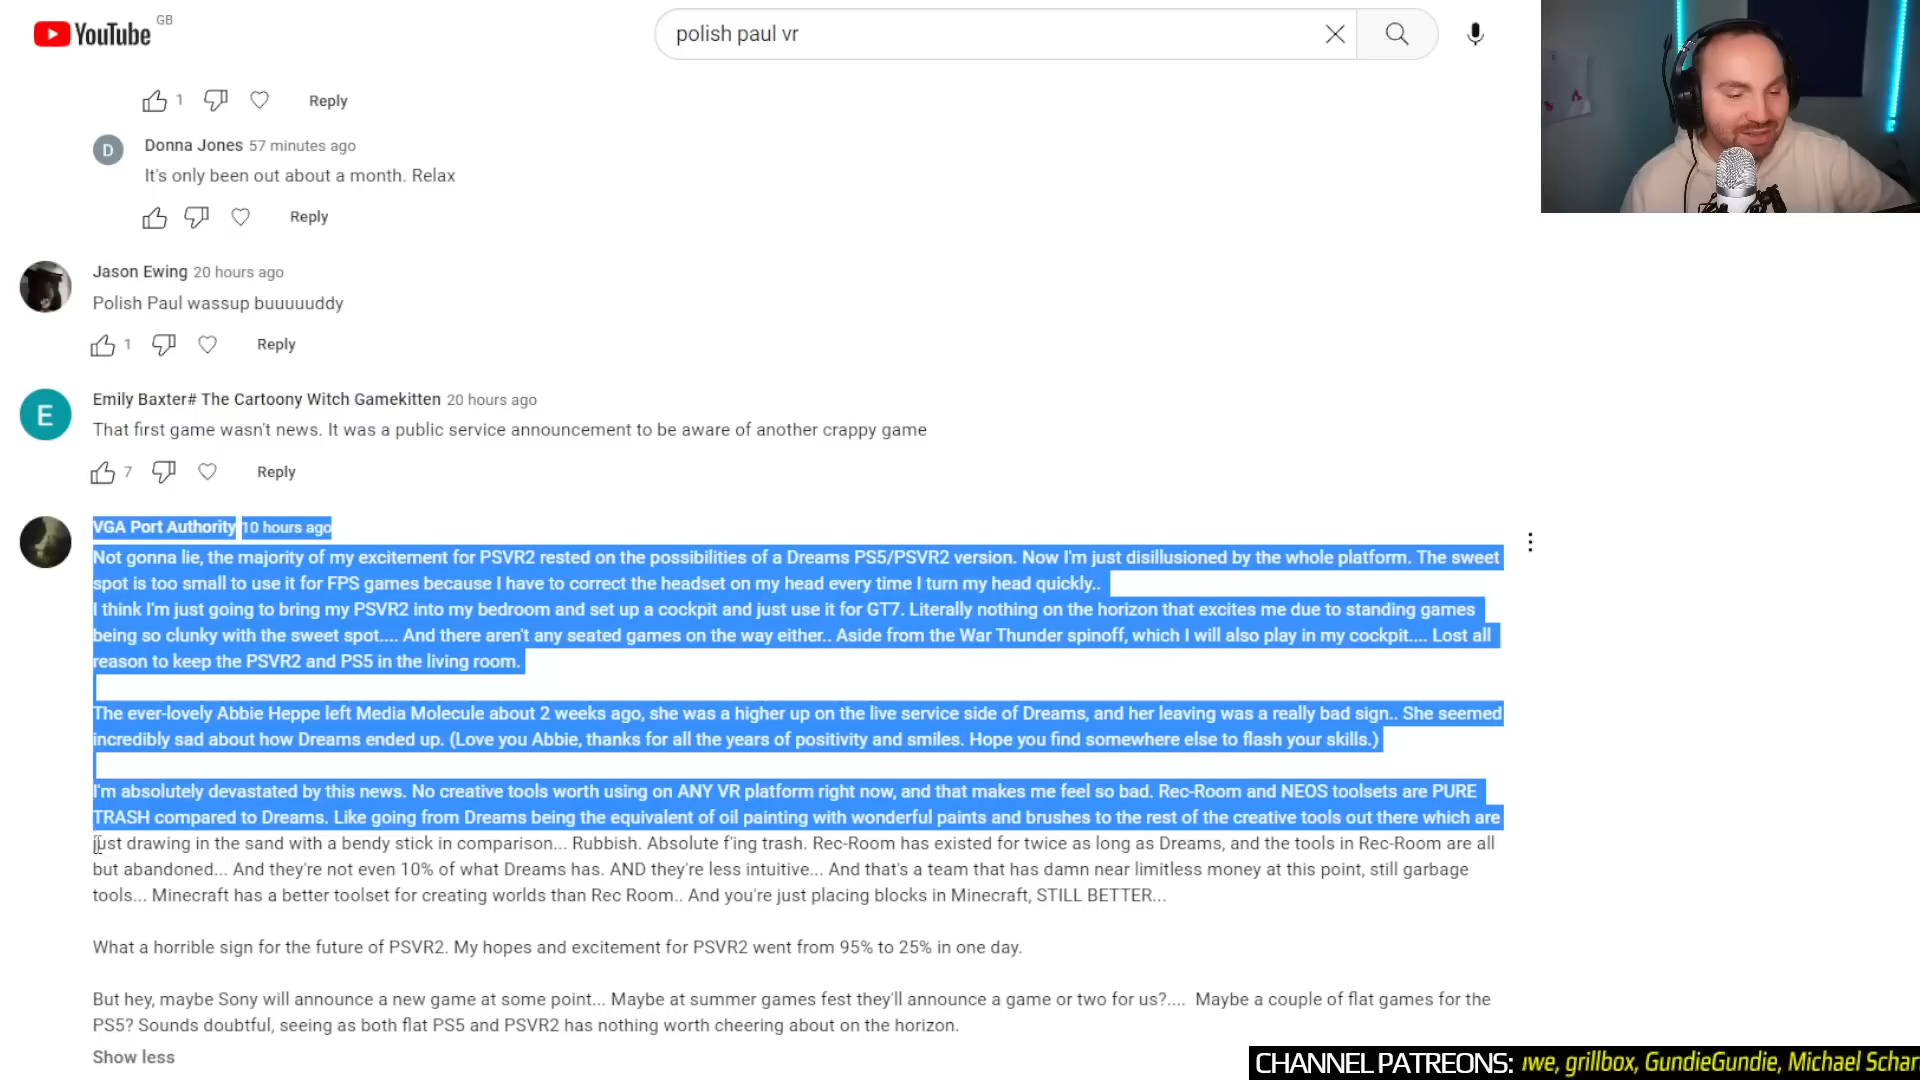 YouTube GB
polish paul vr
1 Reply
D Donna Jones 57 minutes ago
It's only been out about a month. Relax
Reply
Jason Ewing 20 hours ago
Polish Paul wassup buuuuuddy
1 Reply
E Emily Baxter# The Cartoony Witch Gamekitten 20 hours ago
That first game wasn't news. It was a public service announcement to be aware of another crappy game
7 Reply
VGA Port Authority 10 hours ago
Not gonna lie, the majority of my excitement for PSVR2 rested on the possibilities of a Dreams PS5/PSVR2 version. Now I'm just disillusioned by the whole platform. The sweet
spot is too small to use it for FPS games because I have to correct the headset on my head every time I turn my head quickly..
I think I'm just going to bring my PSVR2 into my bedroom and set up a cockpit and just use it for GT7. Literally nothing on the horizon that excites me due to standing games
being so clunky with the sweet spot.... And there aren't any seated games on the way either.. Aside from the War Thunder spinoff, which I will also play in my cockpit.... Lost all
reason to keep the PSVR2 and PS5 in the living room.
The ever-lovely Abbie Heppe left Media Molecule about 2 weeks ago, she was a higher up on the live service side of Dreams, and her leaving was a really bad sign.. She seemed
incredibly sad about how Dreams ended up. (Love you Abbie, thanks for all the years of positivity and smiles. Hope you find somewhere else to flash your skills.)
I'm absolutely devastated by this news. No creative tools worth using on ANY VR platform right now, and that makes me feel so bad. Rec-Room and NEOS toolsets are PURE
TRASH compared to Dreams. Like going from Dreams being the equivalent of oil painting with wonderful paints and brushes to the rest of the creative tools out there which are
just drawing in the sand with a bendy stick in comparison... Rubbish. Absolute f'ing trash. Rec-Room has existed for twice as long as Dreams, and the tools in Rec-Room are all
but abandoned... And they're not even 10% of what Dreams has. AND they're less intuitive... And that's a team that has damn near limitless money at this point, still garbage
tools... Minecraft has a better toolset for creating worlds than Rec Room.. And you're just placing blocks in Minecraft, STILL BETTER...
What a horrible sign for the future of PSVR2. My hopes and excitement for PSVR2 went from 95% to 25% in one day.
But hey, maybe Sony will announce a new game at some point... Maybe at summer games fest they'll announce a game or two for us?.... Maybe a couple of flat games for the
PS5? Sounds doubtful, seeing as both flat PS5 and PSVR2 has nothing worth cheering about on the horizon.
Show less
CHANNEL PATREONS: grillbox, GundieGundie, Michael